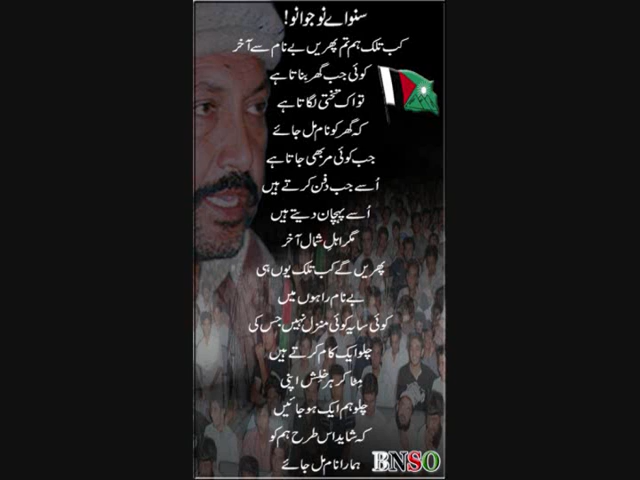 سنو اے نوجوانو!
کب تلک ہم تم پھریں بے نام سے آخر
کوئی جب گھر بناتا ہے
تو اک تختی لگاتا ہے
کہ گھر کو نام مل جائے
جب کوئی مر بھی جاتا ہے
اُسے جب دفن کرتے ہیں
اُسے پہچان دیتے ہیں
مگر اہلِ شمال آخر
پھریں گے کب تلک یوں ہی
بے نام راہوں میں
کوئی سایہ کوئی منزل نہیں جس کی
چلو ایک کام کرتے ہیں
مِٹا کر ہر خلِش اپنی
چلو ہم ایک ہو جائیں
کہ شاید اس طرح ہم کو
ہمارا نام مل جائے
BNSO